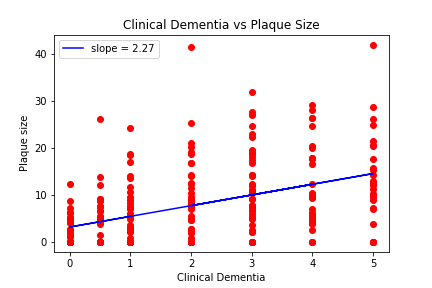 Clinical Dementia vs Plaque Size
slope = 2.27
40
30
20
10
0
Plaque size
0 1 2 3 4 5
Clinical Dementia